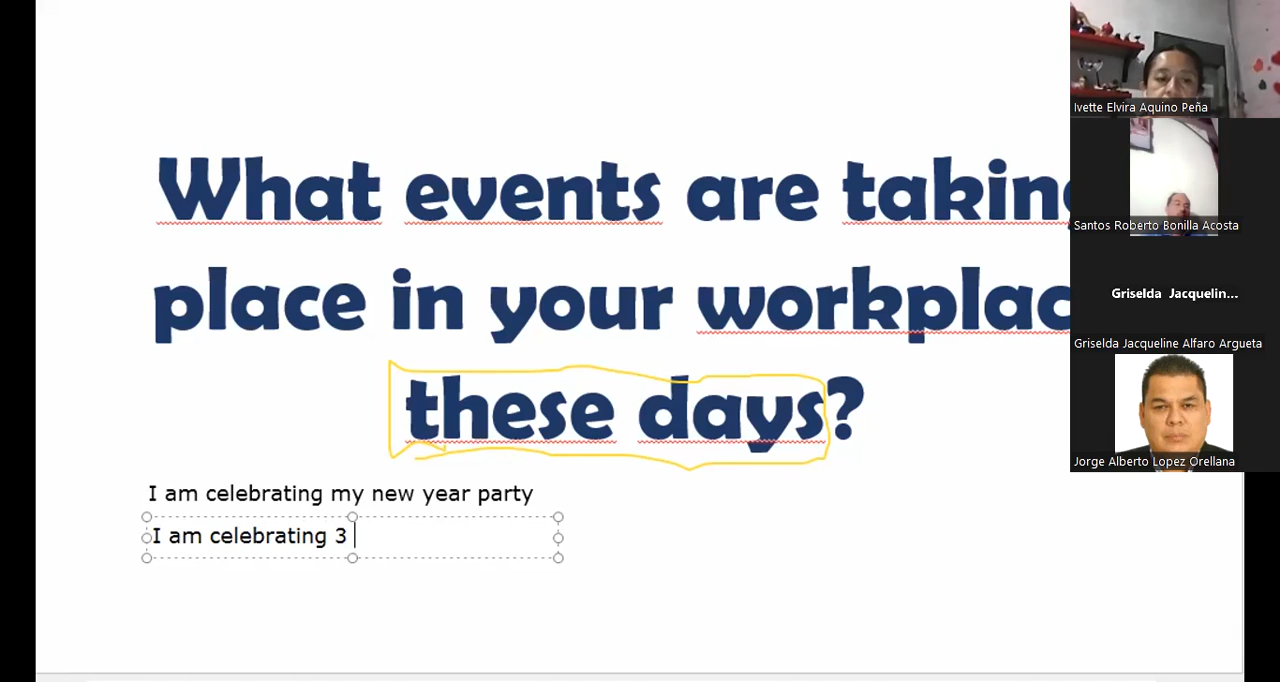 What events are taking
place in your workplac
these days?
I am celebrating my new year party
I am celebrating 3
Ivette Elvira Aquino Peña
Santos Roberto Bonilla Acosta
Griselda Jacquelin...
Griselda Jacqueline Alfaro Argueta
Jorge Alberto Lopez Orellana